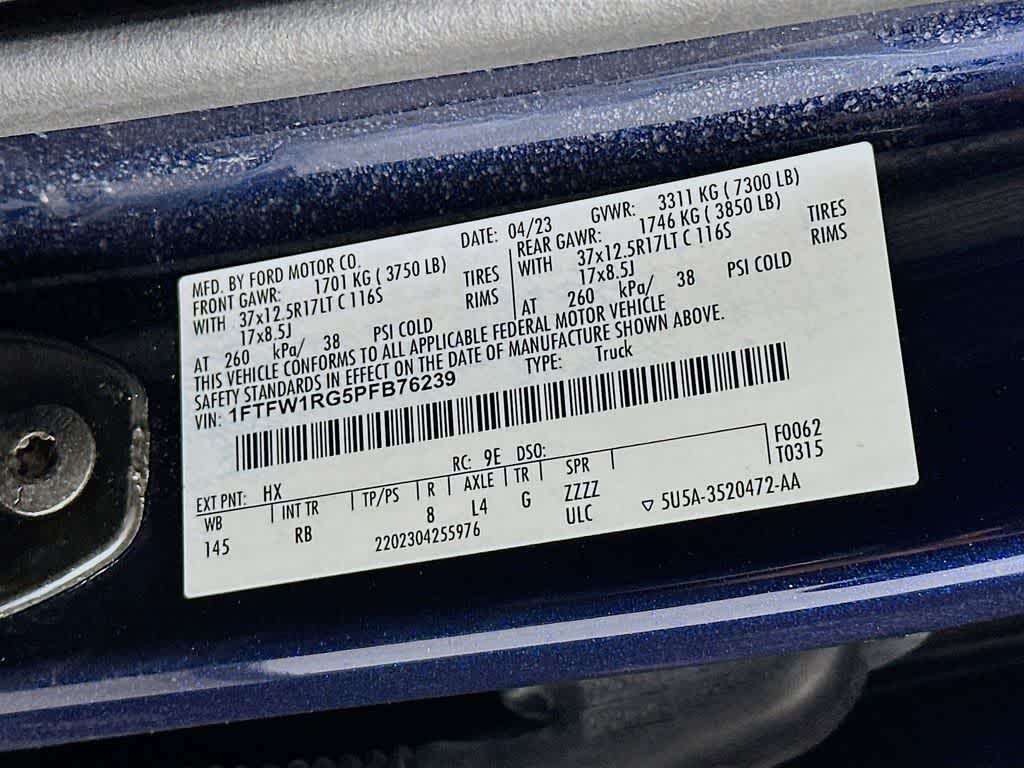 MFD. BY FORD MOTOR CO.
DATE: 04/23 GVWR: 3311 KG ( 7300 LB)
FRONT GAWR: 1701 KG ( 3750 LB)
WITH 37x12.5R17LT C 116S TIRES
17x8.5J RIMS
AT 260 kPa/ 38 PSI COLD
REAR GAWR: 1746 KG ( 3850 LB)
WITH 37x12.5R17LT C 116S TIRES
17x8.5J RIMS
AT 260 kPa/ 38 PSI COLD
THIS VEHICLE CONFORMS TO ALL APPLICABLE FEDERAL MOTOR VEHICLE
SAFETY STANDARDS IN EFFECT ON THE DATE OF MANUFACTURE SHOWN ABOVE.
VIN: 1FTFW1RG5PFB76239 TYPE: Truck
EXT PNT: HX RC: 9E DSO:
F0062
T0315
WB INT TR TP/PS R AXLE TR SPR
145 RB 8 L4 G ZZZZ
2202304255976 ULC ▽ 5U5A-3520472-AA